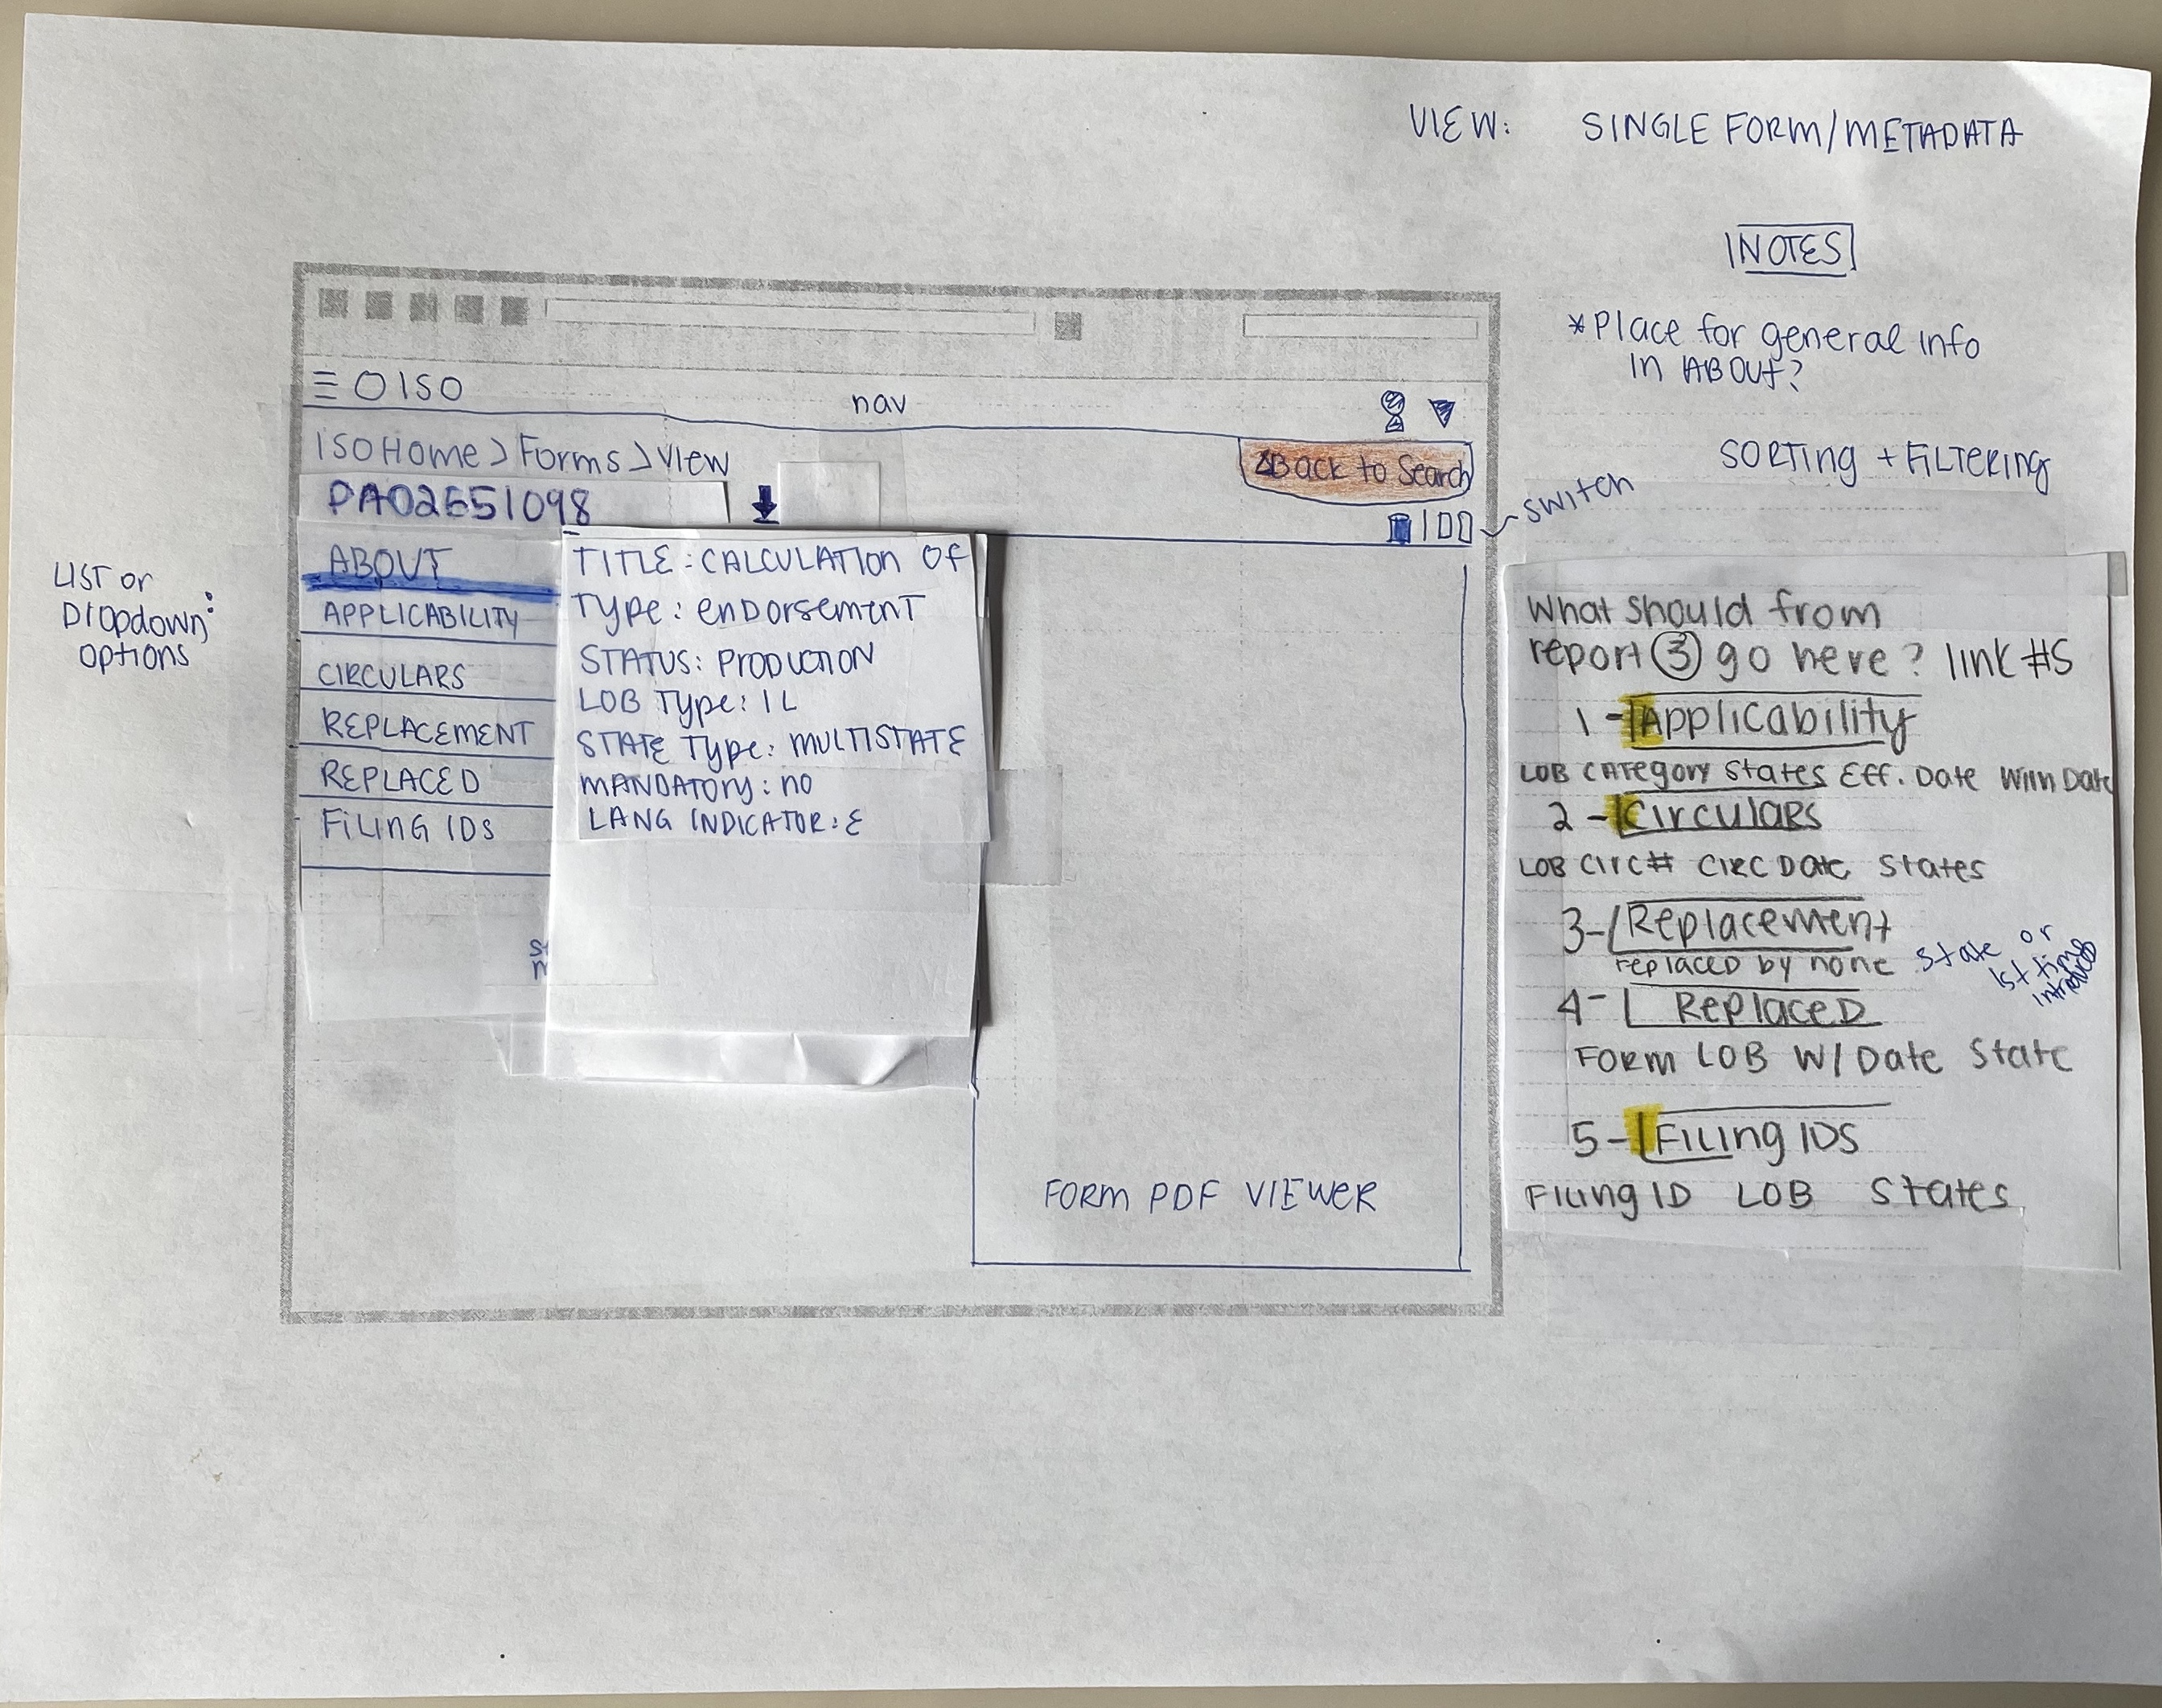 VIEW: SINGLE FORM/METADATA
NOTES
*Place for general info
in ABOUT?
SORTING + FILTERING
switch
LIST or
Dropdown:
options
ISO
nav
ISO Home > Forms > View
Back to Search
PA02651098
ABOUT
APPLICABILITY
CIRCULARS
REPLACEMENT
REPLACED
FILING IDS
TITLE: CALCULATION OF
TYPE: ENDORSEMENT
STATUS: PRODUCTION
LOB TYPE: IL
STATE TYPE: MULTISTATE
MANDATORY: NO
LANG INDICATOR: E
FORM PDF VIEWER
What should from
report 3 go here? link #S
1 - Applicability
LOB CATEGORY States Eff. Date With Date
2 - Circulars
LOB Circ# CIRC Date States
3 - Replacement
replaced by none
State or
1st time
4 - Replaced
FORM LOB W/ Date State
5 - Filing IDS
Filing ID LOB States